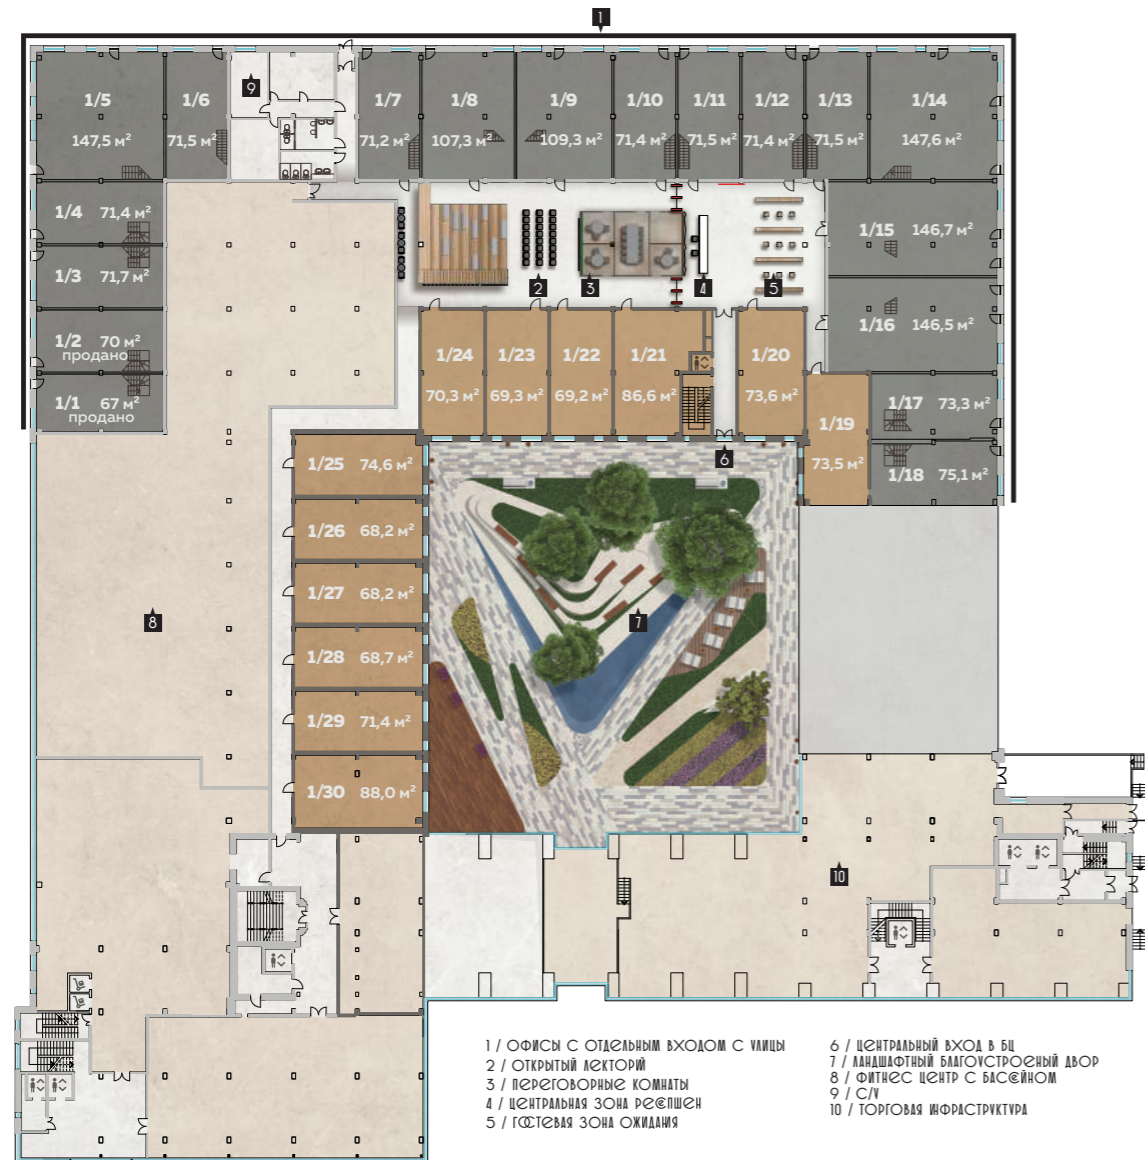 1
1/5
1/6
9
1/7
1/8
1/9
1/10
1/11
1/12
1/13
1/14
147,5 м²
71,5 м²
71,2 м²
107,3 м²
109,3 м²
71,4 м²
71,5 м²
71,4 м²
71,5 м²
147,6 м²
1/4 71,4 м²
1/15 146,7 м²
1/3 71,7 м²
2
3
4
5
1/16 146,5 м²
1/2 70 м²
продано
1/24
1/23
1/22
1/21
1/20
70,3 м²
69,3 м²
69,2 м²
86,6 м²
73,6 м²
1/1 67 м²
продано
1/17 73,3 м²
1/19
73,5 м²
6
1/18 75,1 м²
1/25 74,6 м²
1/26 68,2 м²
1/27 68,2 м²
8
7
1/28 68,7 м²
1/29 71,4 м²
1/30 88,0 м²
10
1 / ОФИСЫ С ОТДЕЛЬНЫМ ВХОДОМ С УЛИЦЫ
2 / ОТКРЫТЫЙ ЛЕКТОРИЙ
3 / ПЕРЕГОВОРНЫЕ КОМНАТЫ
4 / ЦЕНТРАЛЬНАЯ ЗОНА РЕСЕПШЕН
5 / ГОСТЕВАЯ ЗОНА ОЖИДАНИЯ
6 / ЦЕНТРАЛЬНЫЙ ВХОД В БЦ
7 / ЛАНДШАФТНЫЙ БЛАГОУСТРОЕНЫЙ ДВОР
8 / ФИТНЕС ЦЕНТР С БАССЕЙНОМ
9 / С/У
10 / ТОРГОВАЯ ИНФРАСТРУКТУРА